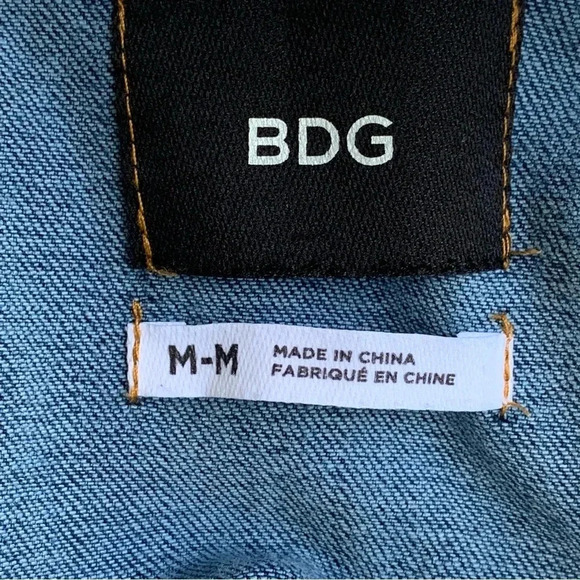 BDG
M-M
MADE IN CHINA
FABRIQUÉ EN CHINE